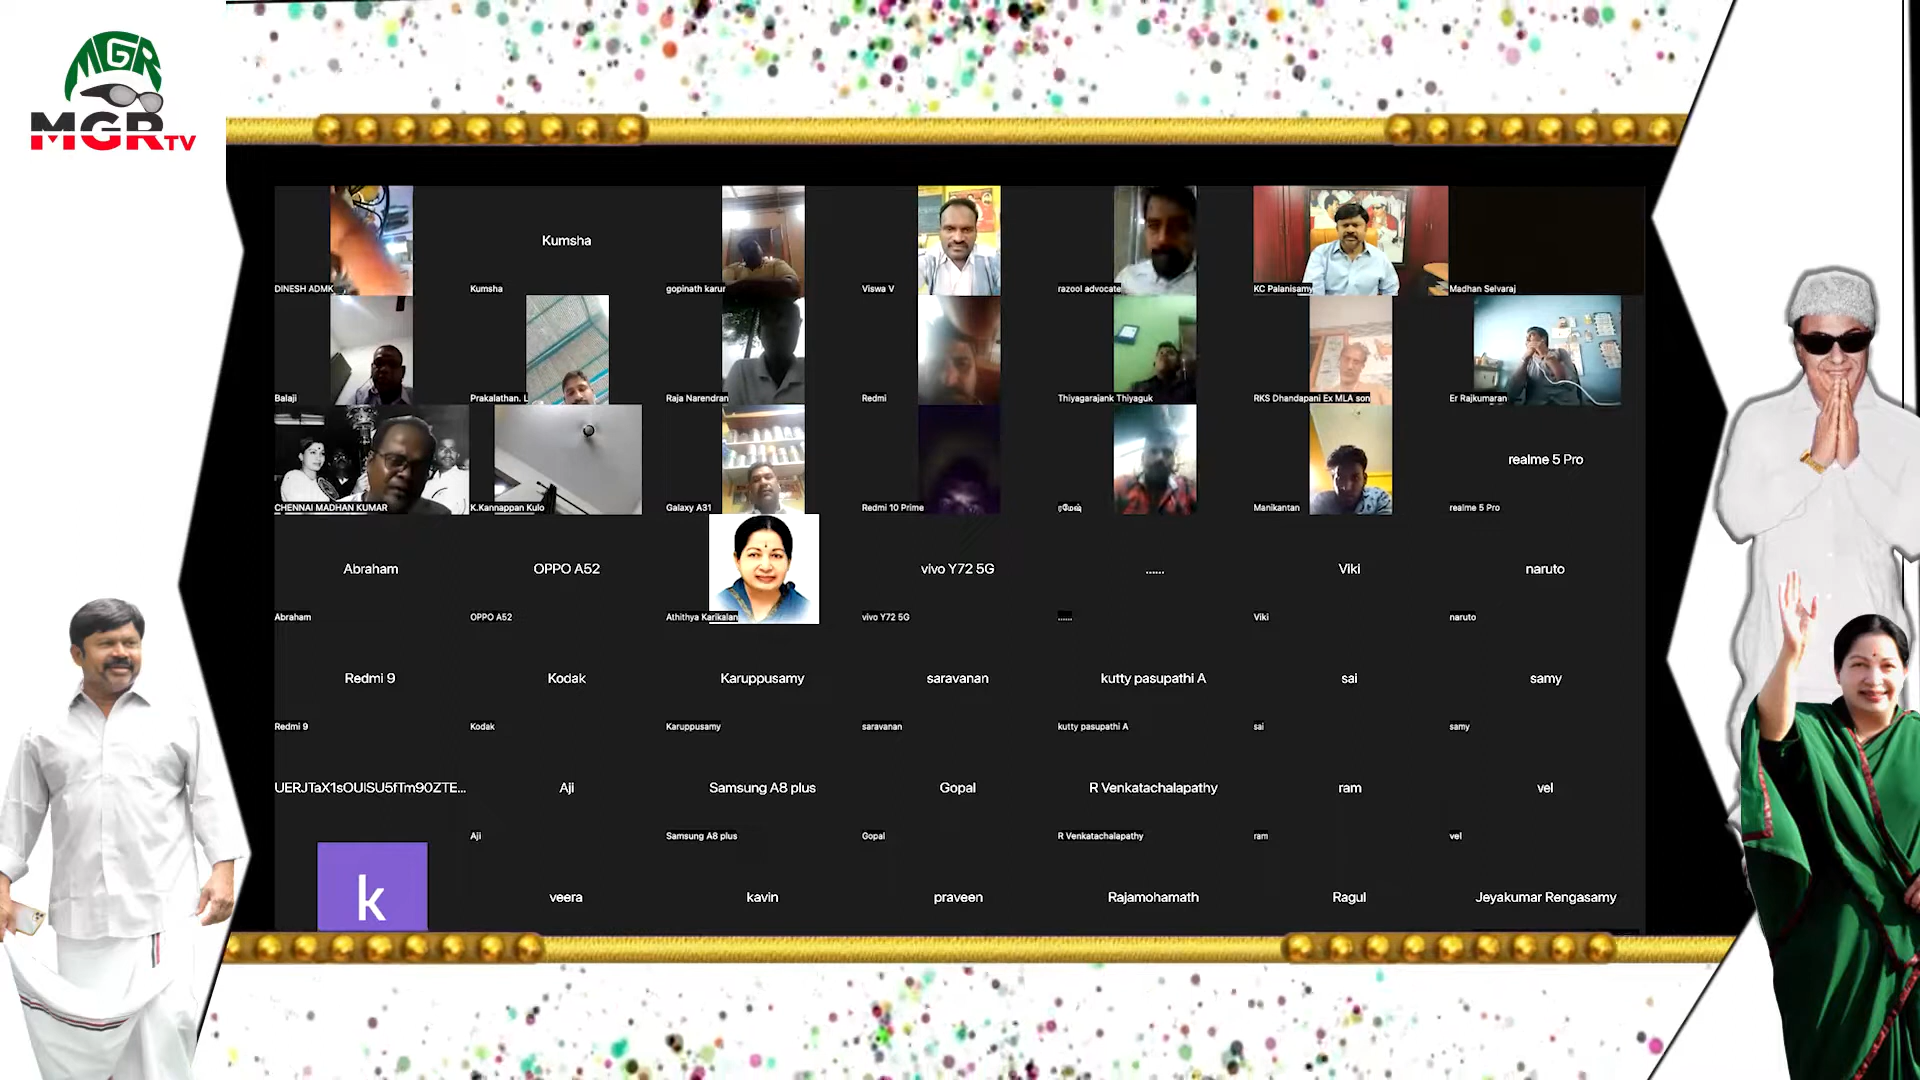 MGR
MGRTV
DINESH ADMK
Kumsha
Kumsha
gopinath karur
Viswa V
razool advocate
KC Palanisamy
Madhan Selvaraj
Balaji
Prakalathan. L
Raja Narendran
Redmi
Thiyagarajank Thiyaguk
RKS Dhandapani Ex MLA son
Er Rajkumaran
CHENNAI MADHAN KUMAR
K.Kannappan Kulo
Galaxy A31
Redmi 10 Prime
ரமேஷ்
Manikantan
realme 5 Pro
realme 5 Pro
Abraham
OPPO A52
vivo Y72 5G
......
Viki
naruto
Abraham
OPPO A52
Athithya Karikalan
vivo Y72 5G
......
Viki
naruto
Redmi 9
Kodak
Karuppusamy
saravanan
kutty pasupathi A
sai
samy
Redmi 9
Kodak
Karuppusamy
saravanan
kutty pasupathi A
sai
samy
UERJTaX1sOUlSU5fTm90ZTE...
Aji
Samsung A8 plus
Gopal
R Venkatachalapathy
ram
vel
Aji
Samsung A8 plus
Gopal
R Venkatachalapathy
ram
vel
k
veera
kavin
praveen
Rajamohamath
Ragul
Jeyakumar Rengasamy